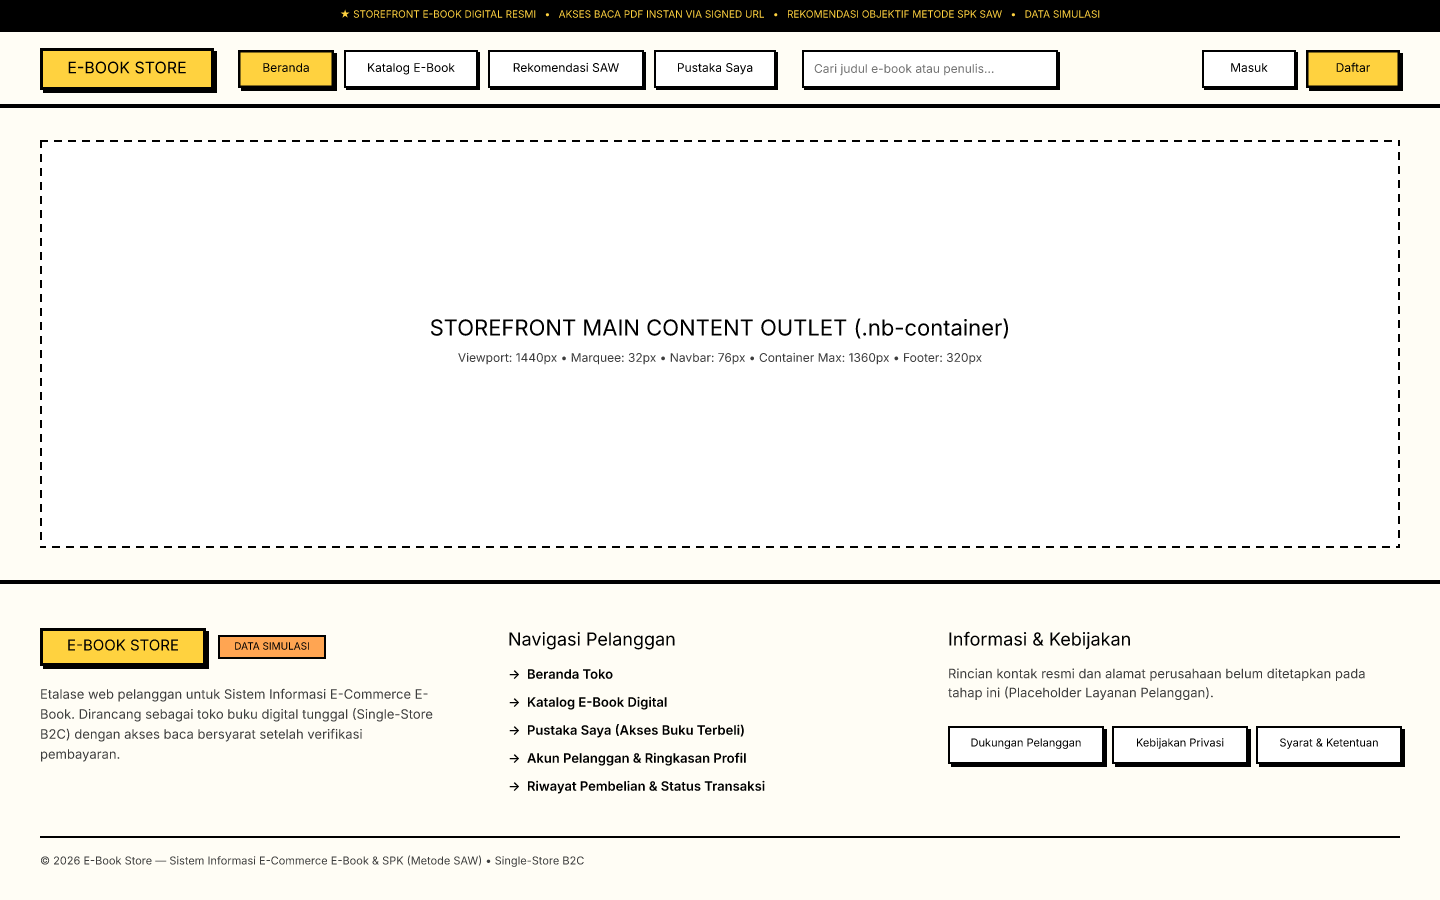 ★ STOREFRONT E-BOOK DIGITAL RESMI • AKSES BACA PDF INSTAN VIA SIGNED URL • REKOMENDASI OBJEKTIF METODE SPK SAW • DATA SIMULASI
E-BOOK STORE
Beranda
Katalog E-Book
Rekomendasi SAW
Pustaka Saya
Cari judul e-book atau penulis...
Masuk
Daftar
STOREFRONT MAIN CONTENT OUTLET (.nb-container)
Viewport: 1440px • Marquee: 32px • Navbar: 76px • Container Max: 1360px • Footer: 320px
E-BOOK STORE
DATA SIMULASI
Etalase web pelanggan untuk Sistem Informasi E-Commerce E-
Book. Dirancang sebagai toko buku digital tunggal (Single-Store
B2C) dengan akses baca bersyarat setelah verifikasi
pembayaran.
Navigasi Pelanggan
→ Beranda Toko
→ Katalog E-Book Digital
→ Pustaka Saya (Akses Buku Terbeli)
→ Akun Pelanggan & Ringkasan Profil
→ Riwayat Pembelian & Status Transaksi
Informasi & Kebijakan
Rincian kontak resmi dan alamat perusahaan belum ditetapkan pada
tahap ini (Placeholder Layanan Pelanggan).
Dukungan Pelanggan
Kebijakan Privasi
Syarat & Ketentuan
© 2026 E-Book Store — Sistem Informasi E-Commerce E-Book & SPK (Metode SAW) • Single-Store B2C